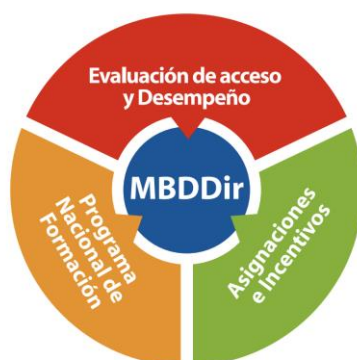 Evaluación de acceso
y Desempeño
MBDDir
Programa
Nacional de
Formación
Asignaciones
e Incentivos